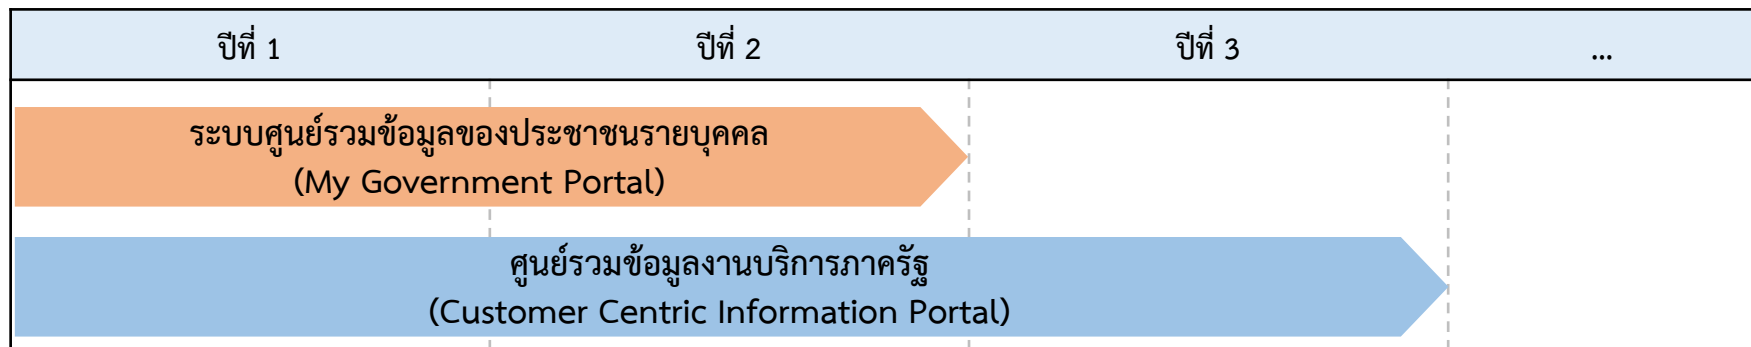 ปีที่ 1 ปีที่ 2 ปีที่ 3 ...
ระบบศูนย์รวมข้อมูลของประชาชนรายบุคคล
(My Government Portal)
ศูนย์รวมข้อมูลงานบริการภาครัฐ
(Customer Centric Information Portal)